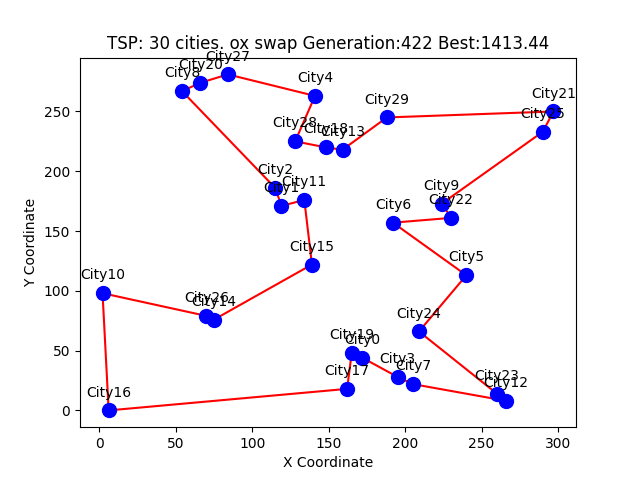 TSP: 30 cities. ox swap Generation:422 Best:1413.44
City27
City20
City8
City4
City21
City29
City25
City28
City18
City13
City2
City11
City1
City9
City22
City6
City15
City5
City10
City26
City14
City24
City19
City0
City3
City7
City17
City23
City12
City16
250
200
150
100
50
0
Y Coordinate
0 50 100 150 200 250 300
X Coordinate